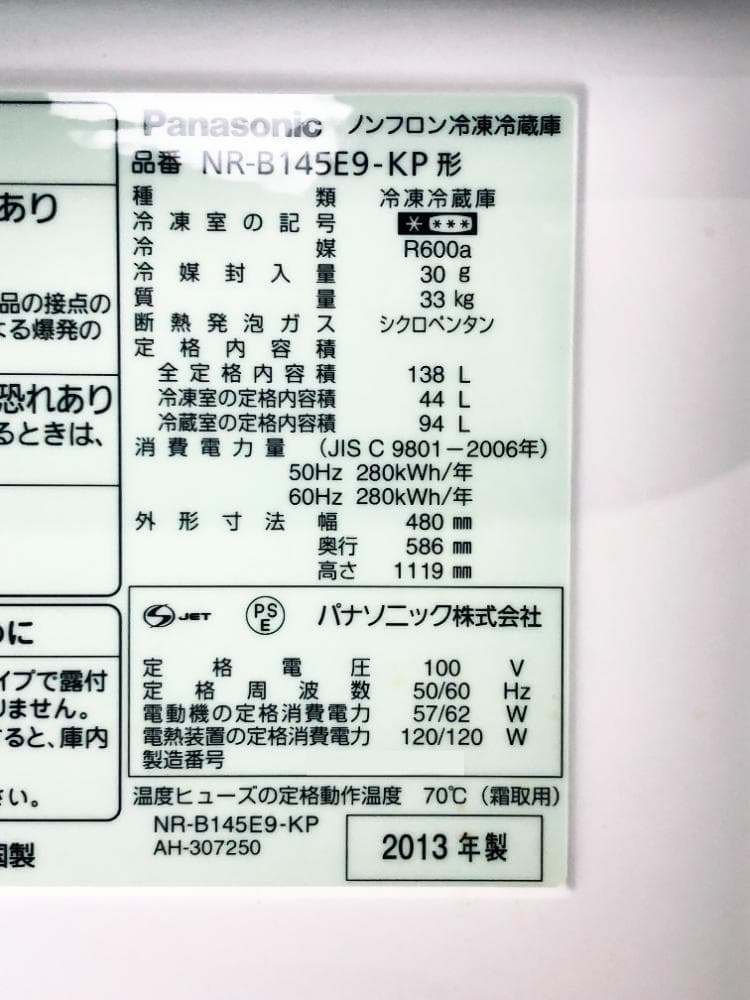 あり
品の接点の
よる爆発の
恐れあり
るときは、
めに
イプで露付
りません。
すると、庫内
さい。
国製
Panasonic ノンフロン冷凍冷蔵庫
品番 NR-B145E9-KP形
種類 冷凍冷蔵庫
冷凍室の記号 * ***
冷媒 R600a
冷媒封入量 30 g
質量 33 kg
断熱発泡ガス シクロペンタン
定格内容積
全定格内容積 138 L
冷凍室の定格内容積 44 L
冷蔵室の定格内容積 94 L
消費電力量 (JIS C 9801-2006年)
50Hz 280kWh/年
60Hz 280kWh/年
外形寸法 幅 480 mm
奥行 586 mm
高さ 1119 mm
S JET PS E パナソニック株式会社
定格電圧 100 V
定格周波数 50/60 Hz
電動機の定格消費電力 57/62 W
電熱装置の定格消費電力 120/120 W
製造番号
温度ヒューズの定格動作温度 70℃ (霜取用)
NR-B145E9-KP
AH-307250
2013年製